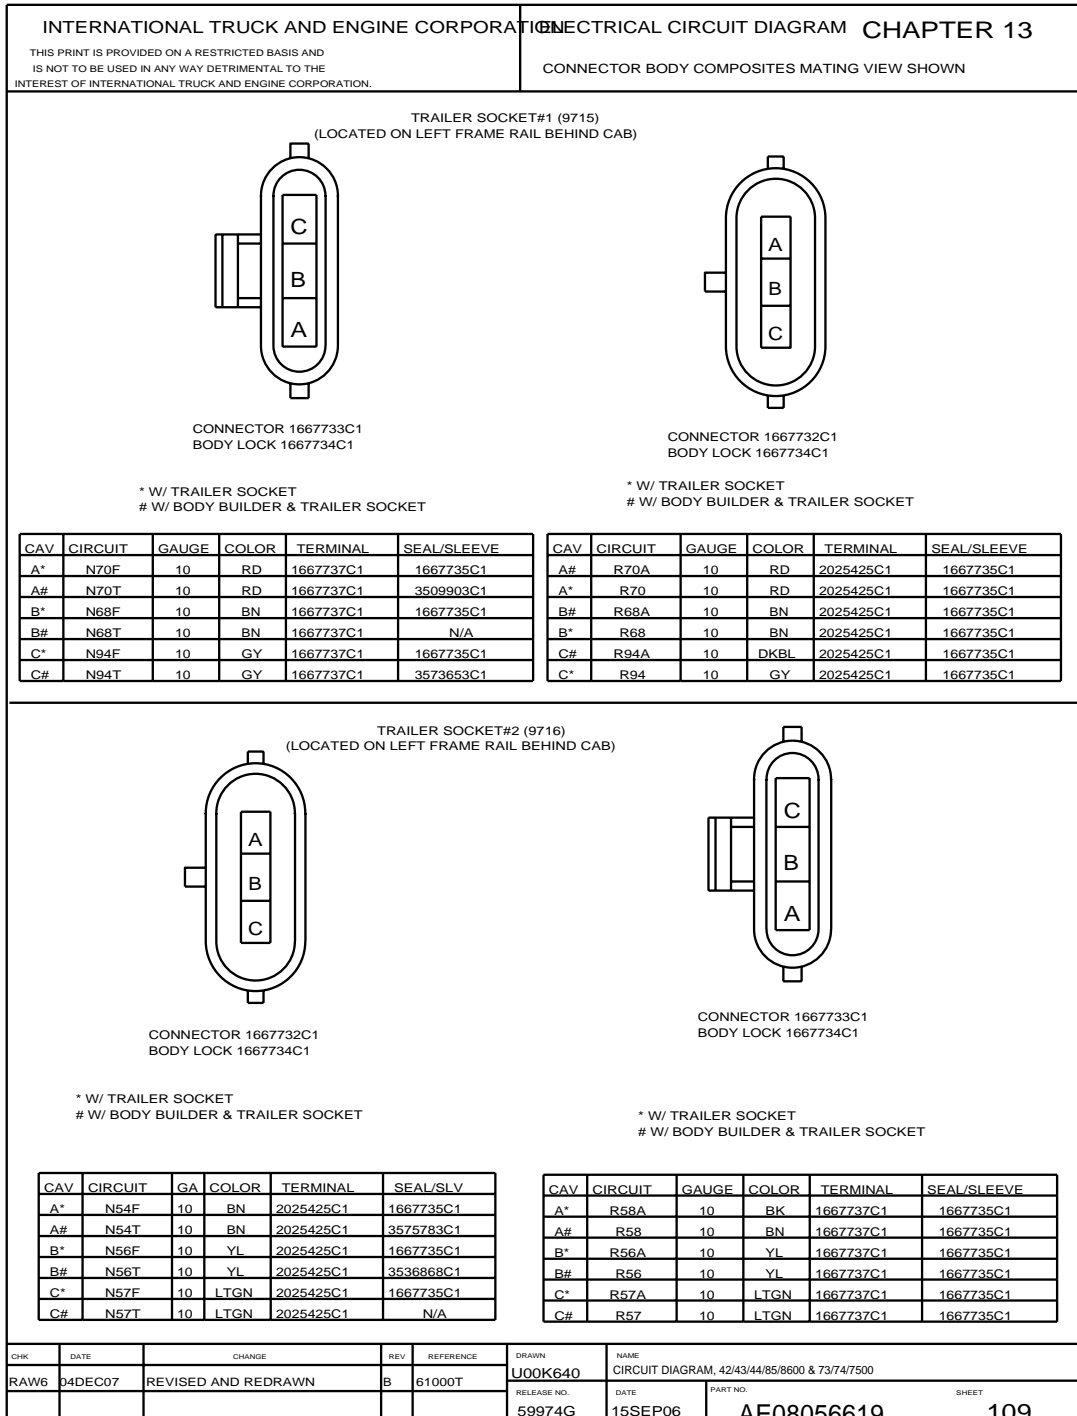 INTERNATIONAL TRUCK AND ENGINE CORPORATION
THIS PRINT IS PROVIDED ON A RESTRICTED BASIS AND
IS NOT TO BE USED IN ANY WAY DETRIMENTAL TO THE
INTEREST OF INTERNATIONAL TRUCK AND ENGINE CORPORATION.
ELECTRICAL CIRCUIT DIAGRAM CHAPTER 13
CONNECTOR BODY COMPOSITES MATING VIEW SHOWN
TRAILER SOCKET#1 (9715)
(LOCATED ON LEFT FRAME RAIL BEHIND CAB)
C
B
A
CONNECTOR 1667733C1
BODY LOCK 1667734C1
* W/ TRAILER SOCKET
# W/ BODY BUILDER & TRAILER SOCKET
CAV CIRCUIT GAUGE COLOR TERMINAL SEAL/SLEEVE
A* N70F 10 RD 1667737C1 1667735C1
A# N70T 10 RD 1667737C1 3509903C1
B* N68F 10 BN 1667737C1 1667735C1
B# N68T 10 BN 1667737C1 N/A
C* N94F 10 GY 1667737C1 1667735C1
C# N94T 10 GY 1667737C1 3573653C1
A
B
C
CONNECTOR 1667732C1
BODY LOCK 1667734C1
* W/ TRAILER SOCKET
# W/ BODY BUILDER & TRAILER SOCKET
CAV CIRCUIT GAUGE COLOR TERMINAL SEAL/SLEEVE
A# R70A 10 RD 2025425C1 1667735C1
A* R70 10 RD 2025425C1 1667735C1
B# R68A 10 BN 2025425C1 1667735C1
B* R68 10 BN 2025425C1 1667735C1
C# R94A 10 DKBL 2025425C1 1667735C1
C* R94 10 GY 2025425C1 1667735C1
TRAILER SOCKET#2 (9716)
(LOCATED ON LEFT FRAME RAIL BEHIND CAB)
A
B
C
CONNECTOR 1667732C1
BODY LOCK 1667734C1
* W/ TRAILER SOCKET
# W/ BODY BUILDER & TRAILER SOCKET
CAV CIRCUIT GA COLOR TERMINAL SEAL/SLV
A* N54F 10 BN 2025425C1 1667735C1
A# N54T 10 BN 2025425C1 3575783C1
B* N56F 10 YL 2025425C1 1667735C1
B# N56T 10 YL 2025425C1 3536868C1
C* N57F 10 LTGN 2025425C1 1667735C1
C# N57T 10 LTGN 2025425C1 N/A
C
B
A
CONNECTOR 1667733C1
BODY LOCK 1667734C1
* W/ TRAILER SOCKET
# W/ BODY BUILDER & TRAILER SOCKET
CAV CIRCUIT GAUGE COLOR TERMINAL SEAL/SLEEVE
A* R58A 10 BK 1667737C1 1667735C1
A# R58 10 BN 1667737C1 1667735C1
B* R56A 10 YL 1667737C1 1667735C1
B# R56 10 YL 1667737C1 1667735C1
C* R57A 10 LTGN 1667737C1 1667735C1
C# R57 10 LTGN 1667737C1 1667735C1
CHK DATE CHANGE REV REFERENCE
RAW6 04DEC07 REVISED AND REDRAWN B 61000T
DRAWN
U00K640
NAME
CIRCUIT DIAGRAM, 42/43/44/85/8600 & 73/74/7500
RELEASE NO. DATE PART NO. SHEET
59974G 15SEP06 AE08056619 109